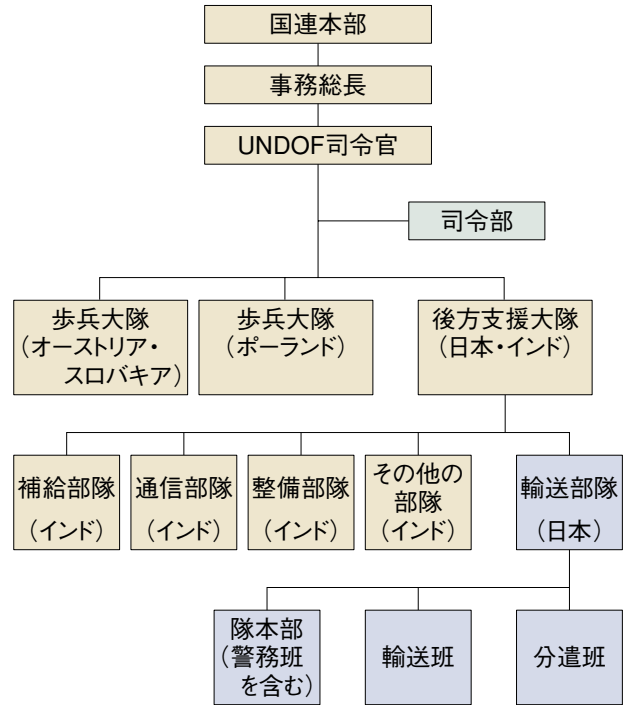 国連本部
事務総長
UNDOF司令官
司令部
歩兵大隊
（オーストリア・
スロバキア）
歩兵大隊
（ポーランド）
後方支援大隊
（日本・インド）
補給部隊
（インド）
通信部隊
（インド）
整備部隊
（インド）
その他の
部隊
（インド）
輸送部隊
（日本）
隊本部
（警務班
を含む）
輸送班
分遣班